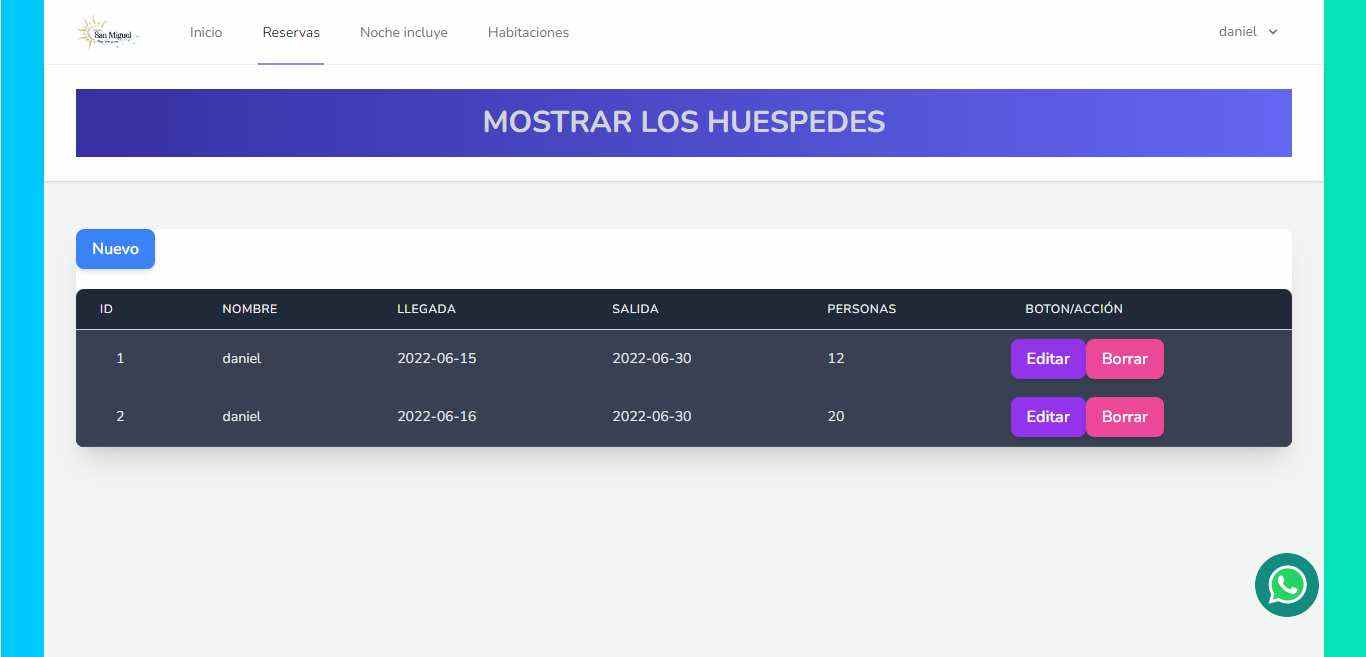 San Miguel
Inicio Reservas Noche incluye Habitaciones daniel
MOSTRAR LOS HUESPEDES
Nuevo
ID NOMBRE LLEGADA SALIDA PERSONAS BOTON/ACCIÓN
1 daniel 2022-06-15 2022-06-30 12 Editar Borrar
2 daniel 2022-06-16 2022-06-30 20 Editar Borrar